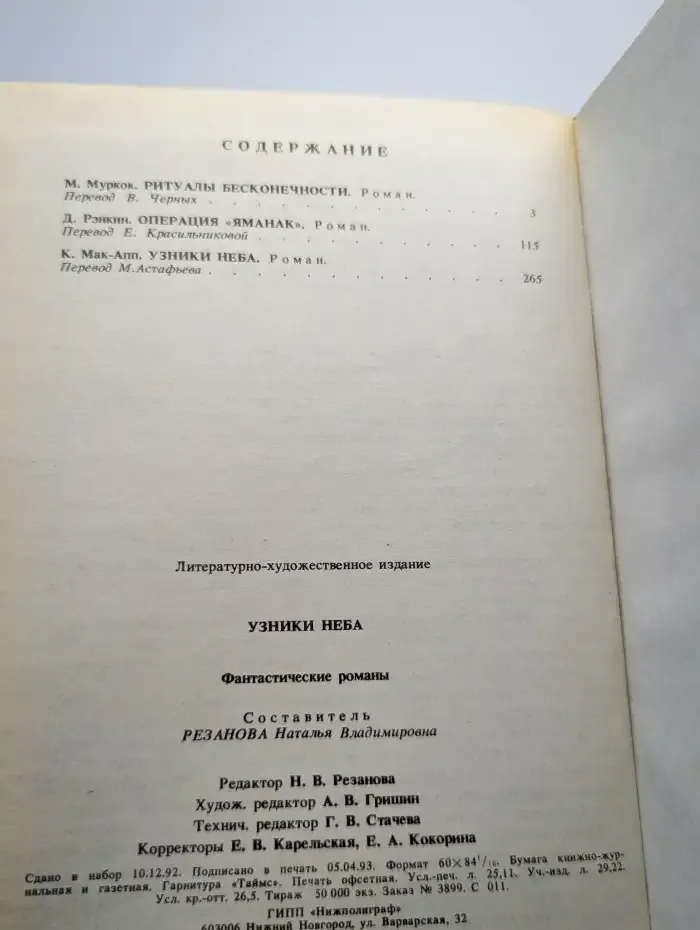 СОДЕРЖАНИЕ
М. Муркок. РИТУАЛЫ БЕСКОНЕЧНОСТИ. Роман.
Перевод В. Черных . . . . . . . . . . 3
Д. Рэнкин. ОПЕРАЦИЯ «ЯМАНАК». Роман.
Перевод Е. Красильниковой . . . . . . . . 115
К. Мак-Апп. УЗНИКИ НЕБА. Роман.
Перевод М.Астафьева . . . . . . . . . . 265
Литературно-художественное издание
УЗНИКИ НЕБА
Фантастические романы
Составитель
РЕЗАНОВА Наталья Владимировна
Редактор Н. В. Резанова
Худож. редактор А. В. Гришин
Технич. редактор Г. В. Стачева
Корректоры Е. В. Карельская, Е. А. Кокорина
Сдано в набор 10.12.92. Подписано в печать 05.04.93. Формат 60×84¹/₁₆. Бумага книжно-жур-
нальная и газетная. Гарнитура «Таймс». Печать офсетная. Усл.-печ. л. 25,11. Уч.-изд. л. 29,22.
Усл. кр.-отт. 26,5. Тираж 50 000 экз. Заказ № 3899. С 011.
ГИПП «Нижполиграф»
603006 Нижний Новгород, ул. Варварская, 32